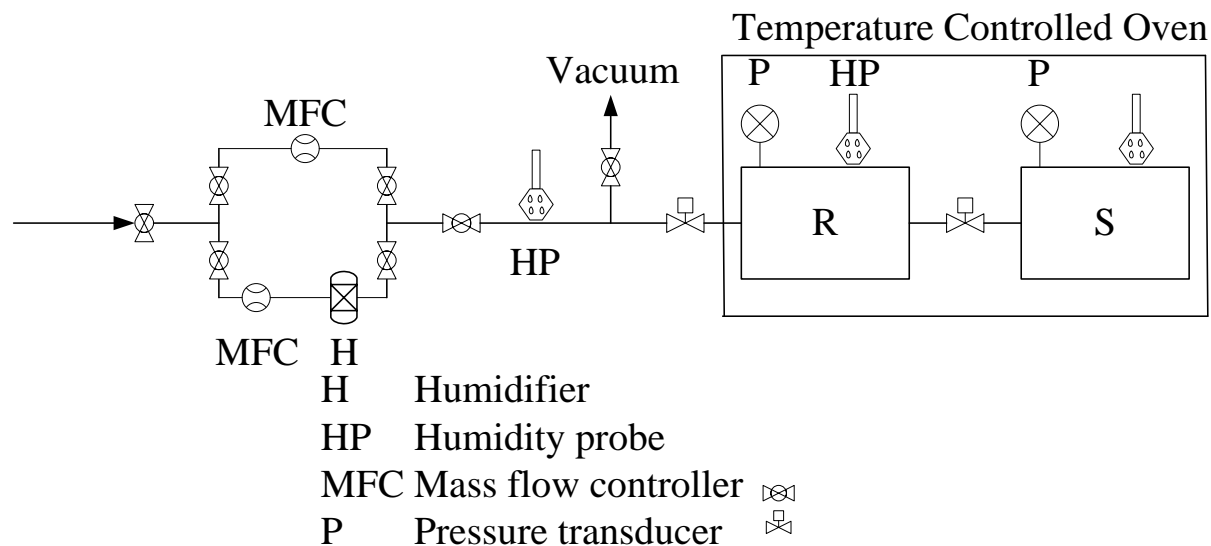 Temperature Controlled Oven
Vacuum
P
HP
P
MFC
R
S
HP
MFC
H
H Humidifier
HP Humidity probe
MFC Mass flow controller
P Pressure transducer